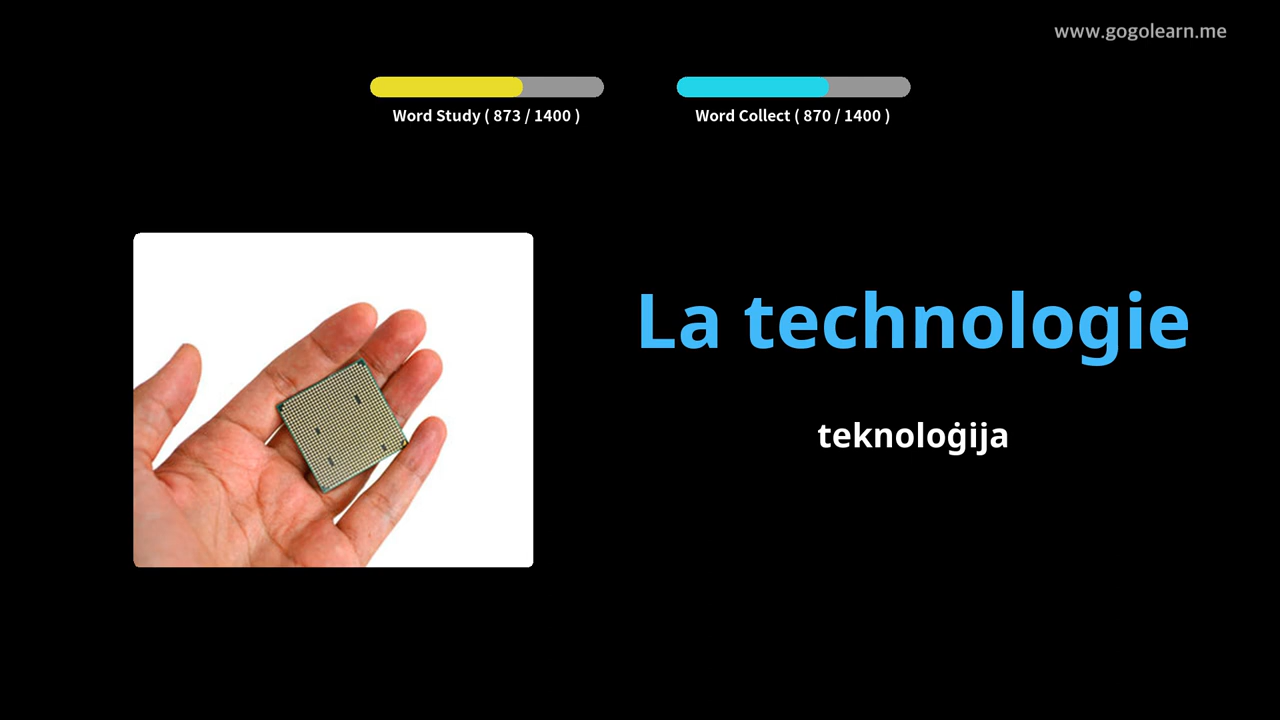 www.gogolearn.me
Word Study ( 873 / 1400 )
Word Collect ( 870 / 1400 )
La technologie
teknoloġija